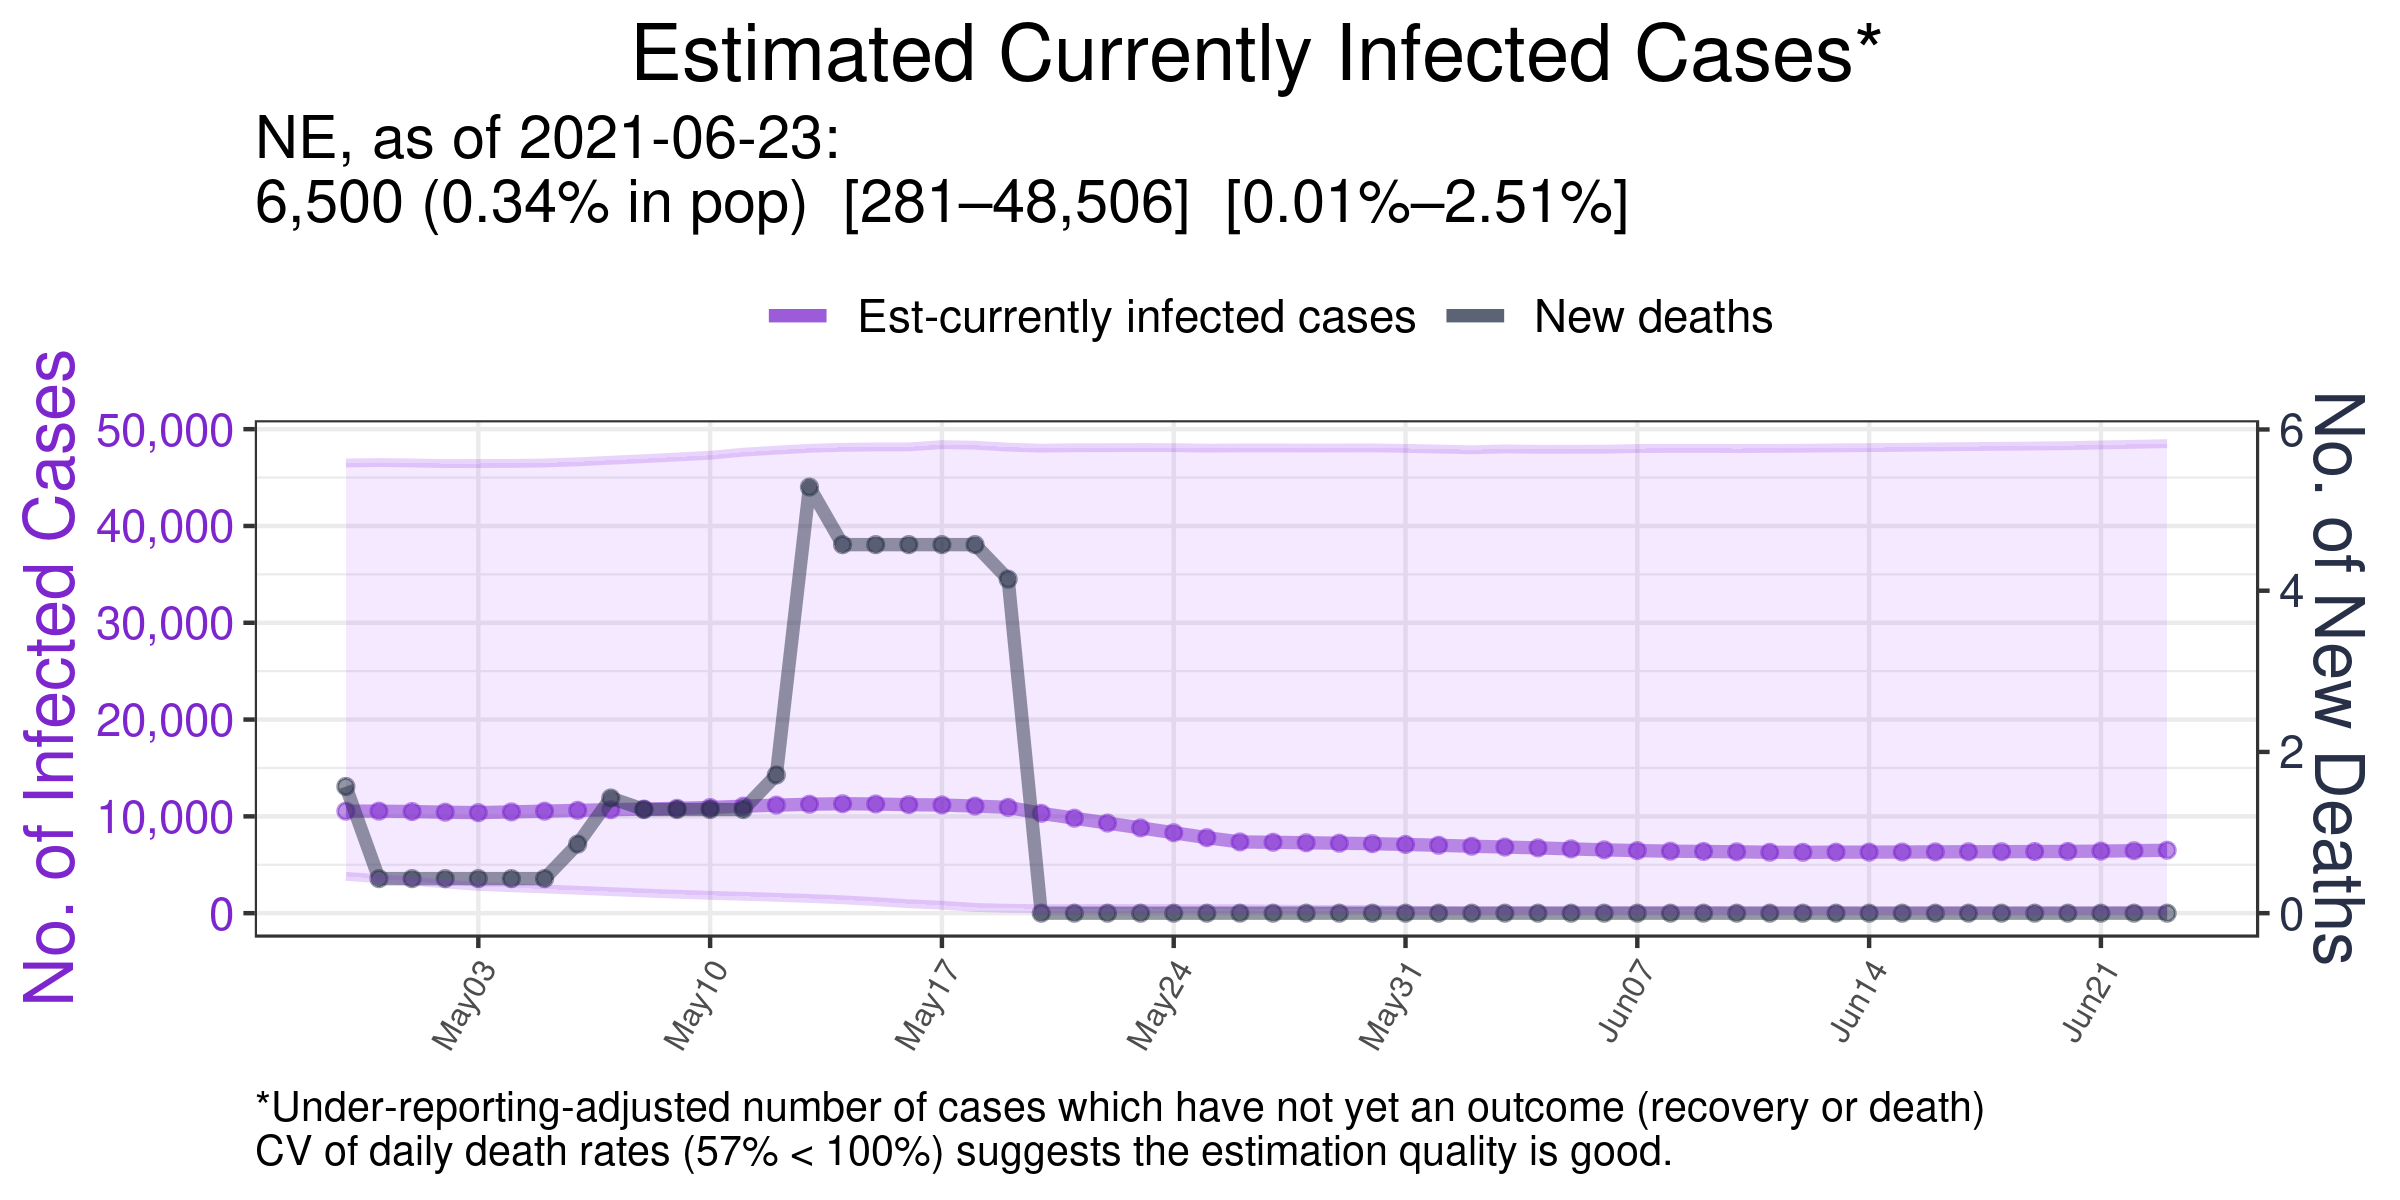 Estimated Currently Infected Cases*
NE, as of 2021-06-23:
6,500 (0.34% in pop)  [281–48,506]  [0.01%–2.51%]
Est-currently infected cases
New deaths
No. of Infected Cases
50,000
40,000
30,000
20,000
10,000
0
No. of New Deaths
6
4
2
0
May03
May10
May17
May24
May31
Jun07
Jun14
Jun21
*Under-reporting-adjusted number of cases which have not yet an outcome (recovery or death)
CV of daily death rates (57% < 100%) suggests the estimation quality is good.